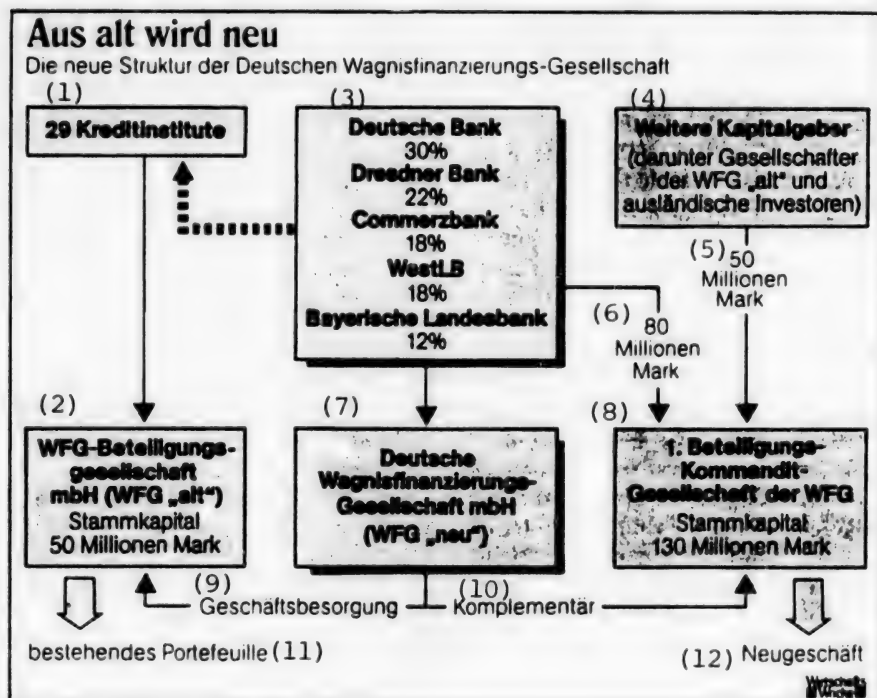 Aus alt wird neu
Die neue Struktur der Deutschen Wagnisfinanzierungs-Gesellschaft
(1)
29 Kreditinstitute
(3)
Deutsche Bank
30%
Dresdner Bank
22%
Commerzbank
18%
WestLB
18%
Bayerische Landesbank
12%
(4)
Weitere Kapitalgeber
(darunter Gesellschafter
der WFG „alt“ und
ausländische Investoren)
(5) 50
Millionen
Mark
(6) 80
Millionen
Mark
(2)
WFG-Beteiligungs-
gesellschaft
mbH (WFG „alt“)
Stammkapital
50 Millionen Mark
(7)
Deutsche
Wagnisfinanzierungs-
Gesellschaft mbH
(WFG „neu“)
(8)
1. Beteiligungs-
Kommandit-
Gesellschaft der WFG
Stammkapital
130 Millionen Mark
(9)
Geschäftsbesorgung
(10)
Komplementär
bestehendes Portefeuille (11)
(12) Neugeschäft